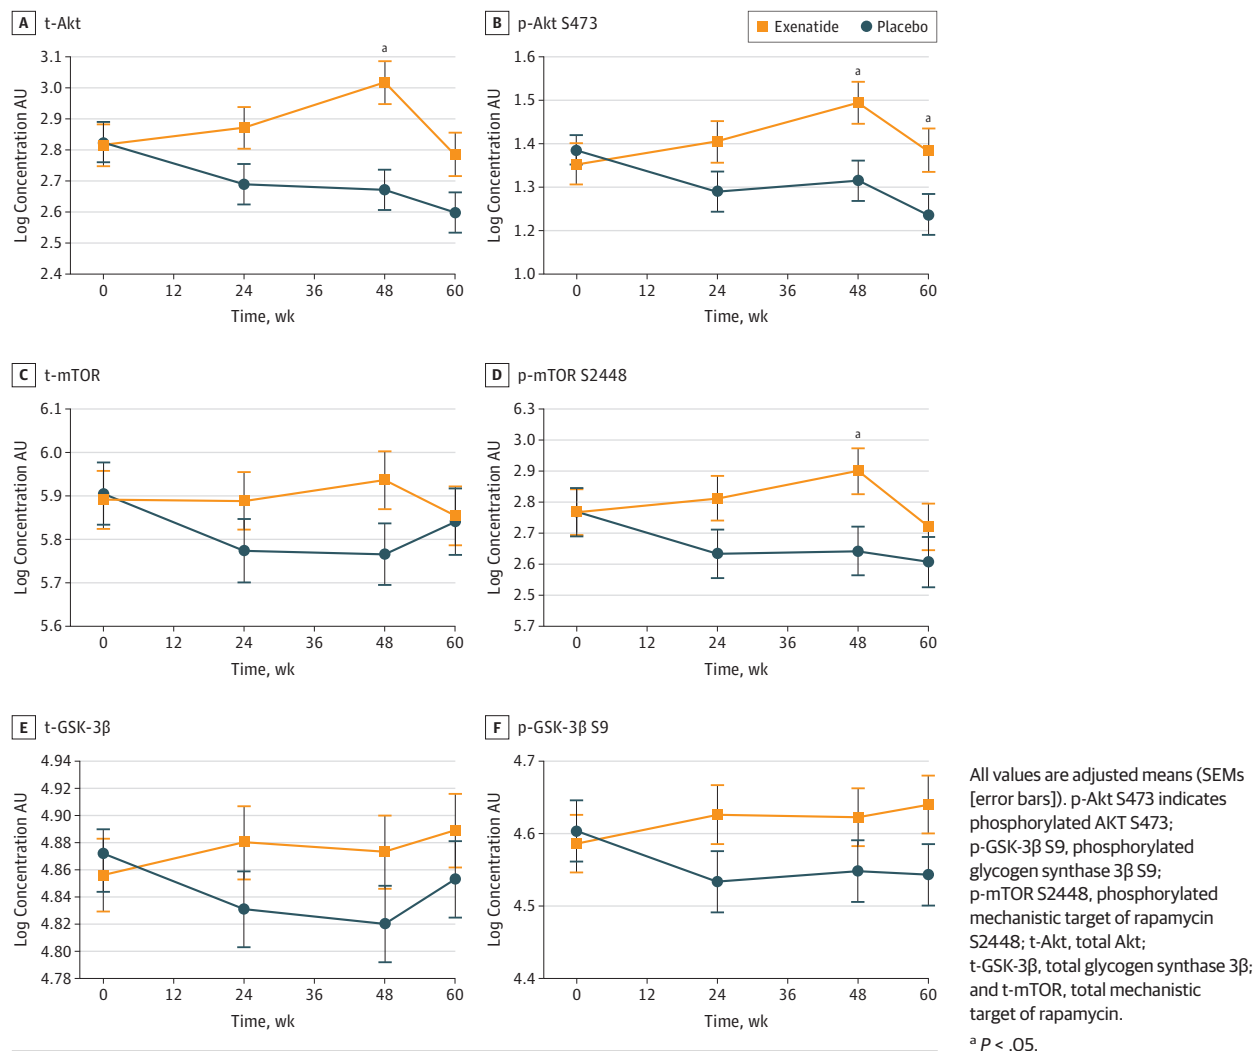 A t-Akt
a
3.1
3.0
2.9
2.8
2.7
2.6
2.5
2.4
Log Concentration AU
0 12 24 36 48 60
Time, wk
B p-Akt S473
Exenatide Placebo
a
a
1.6
1.5
1.4
1.3
1.2
1.0
Log Concentration AU
0 12 24 36 48 60
Time, wk
C t-mTOR
6.1
6.0
5.9
5.8
5.7
5.6
Log Concentration AU
0 12 24 36 48 60
Time, wk
D p-mTOR S2448
a
6.3
3.0
2.9
2.8
2.7
2.6
2.5
5.7
Log Concentration AU
0 12 24 36 48 60
Time, wk
E t-GSK-3β
4.94
4.92
4.90
4.88
4.86
4.84
4.82
4.80
4.78
Log Concentration AU
0 12 24 36 48 60
Time, wk
F p-GSK-3β S9
4.7
4.6
4.5
4.4
Log Concentration AU
0 12 24 36 48 60
Time, wk
All values are adjusted means (SEMs
[error bars]). p-Akt S473 indicates
phosphorylated AKT S473;
p-GSK-3β S9, phosphorylated
glycogen synthase 3β S9;
p-mTOR S2448, phosphorylated
mechanistic target of rapamycin
S2448; t-Akt, total Akt;
t-GSK-3β, total glycogen synthase 3β;
and t-mTOR, total mechanistic
target of rapamycin.
a P < .05.